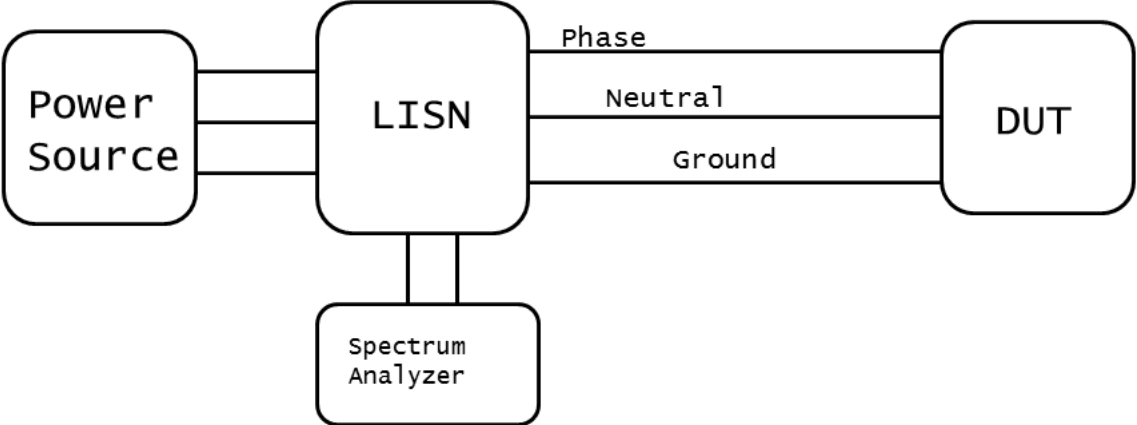 Power
Source
LISN
Phase
Neutral
Ground
DUT
Spectrum
Analyzer